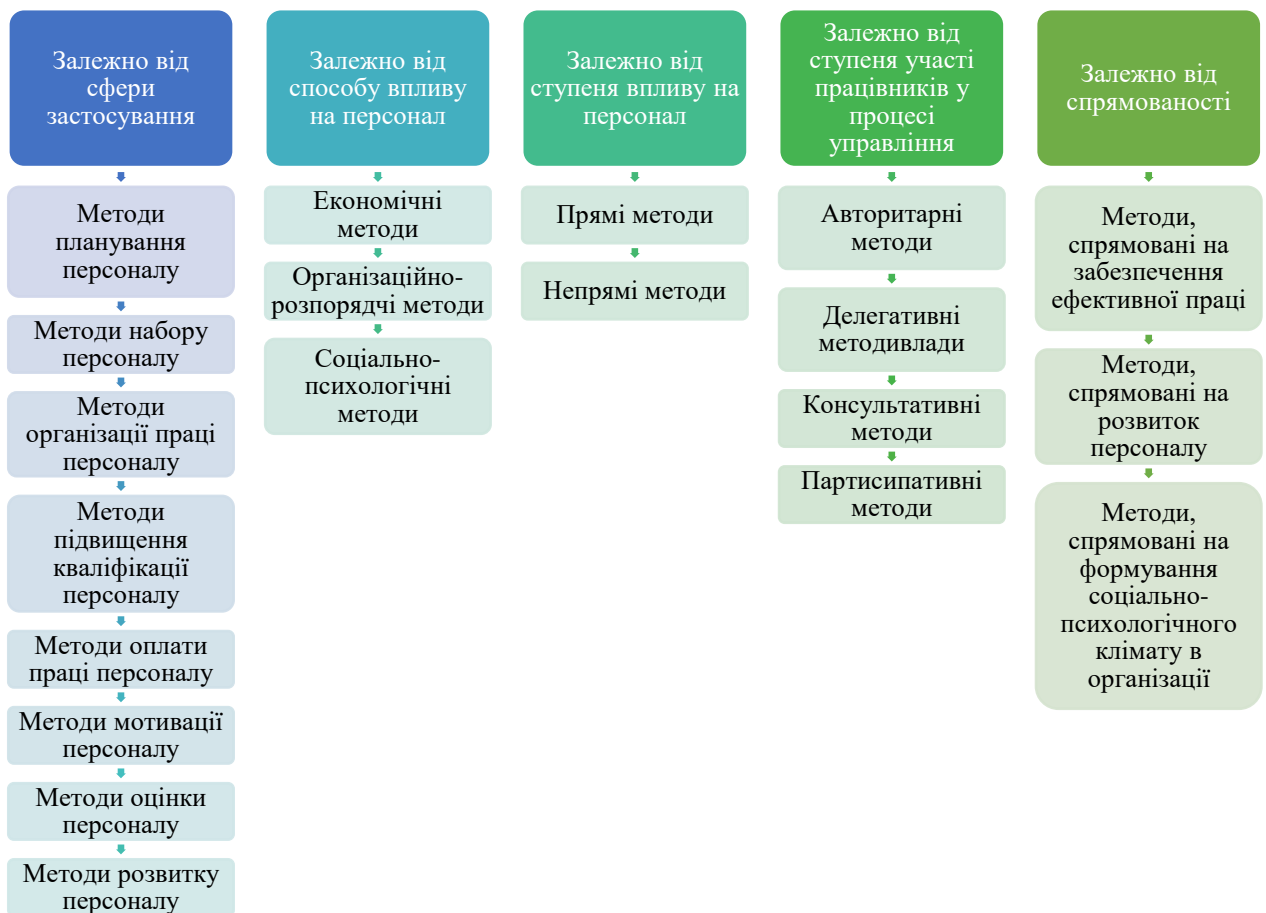 Залежно від
сфери
застосування
Методи
планування
персоналу
Методи набору
персоналу
Методи
організації праці
персоналу
Методи
підвищення
кваліфікації
персоналу
Методи оплати
праці персоналу
Методи мотивації
персоналу
Методи оцінки
персоналу
Методи розвитку
персоналу
Залежно від
способу впливу
на персонал
Економічні
методи
Організаційно-
розпорядчі методи
Соціально-
психологічні
методи
Залежно від
ступеня впливу на
персонал
Прямі методи
Непрямі методи
Залежно від
ступеня участі
працівників у
процесі
управління
Авторитарні
методи
Делегативні
методивлади
Консультативні
методи
Партисипативні
методи
Залежно від
спрямованості
Методи,
спрямовані на
забезпечення
ефективної праці
Методи,
спрямовані на
розвиток
персоналу
Методи,
спрямовані на
формування
соціально-
психологічного
клімату в
організації